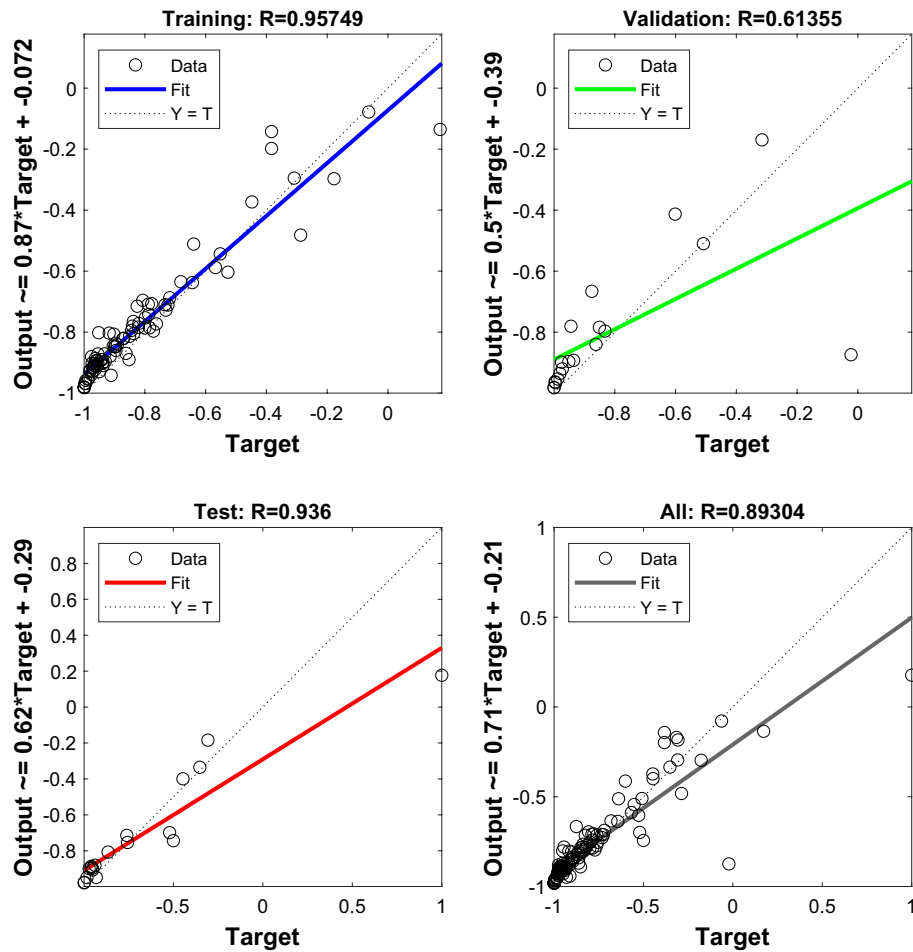 Training: R=0.95749
Output ~= 0.87*Target + -0.072
Data
Fit
Y = T
0
-0.2
-0.4
-0.6
-0.8
-1
-1 -0.8 -0.6 -0.4 -0.2 0
Target
Validation: R=0.61355
Output ~= 0.5*Target + -0.39
Data
Fit
Y = T
0
-0.2
-0.4
-0.6
-0.8
-0.8 -0.6 -0.4 -0.2 0
Target
Test: R=0.936
Output ~= 0.62*Target + -0.29
Data
Fit
Y = T
0.8
0.6
0.4
0.2
0
-0.2
-0.4
-0.6
-0.8
-0.5 0 0.5 1
Target
All: R=0.89304
Output ~= 0.71*Target + -0.21
Data
Fit
Y = T
1
0.5
0
-0.5
-1
-1 -0.5 0 0.5 1
Target